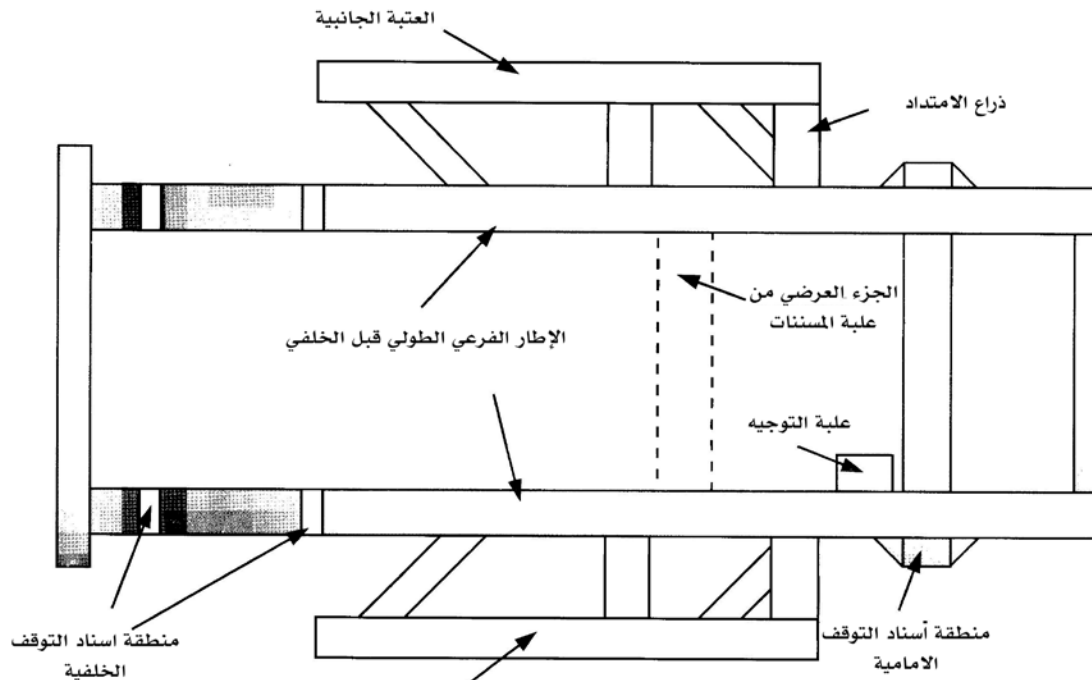 العتبة الجانبية
ذراع الامتداد
الجزء العرضي من
علبة المسننات
الإطار الفرعي الطولي قبل الخلفي
علبة التوجيه
منطقة أسناد التوقف
الامامية
منطقة اسناد التوقف
الخلفية